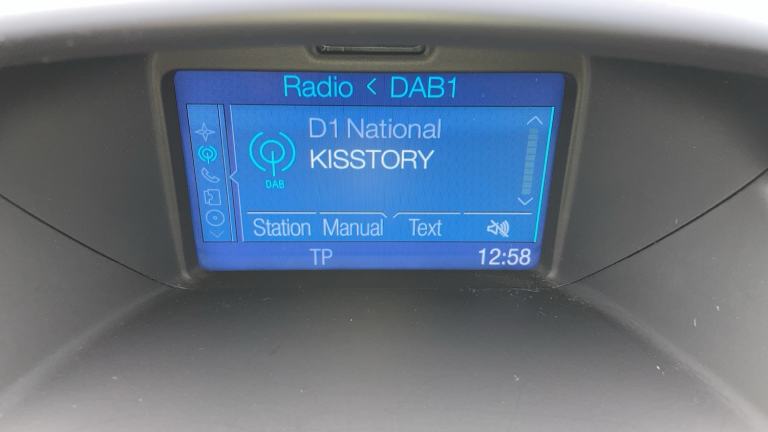 Radio < DAB1
D1 National
KISSTORY
DAB
Station Manual Text
TP 12:58